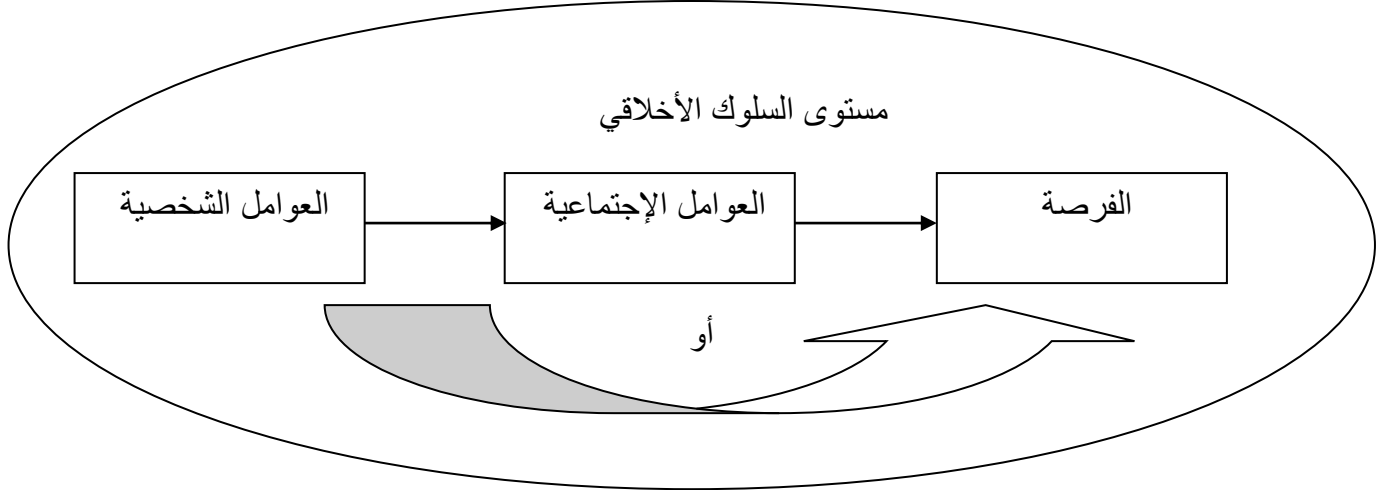 مستوى السلوك الأخلاقي
العوامل الشخصية
العوامل الإجتماعية
الفرصة
أو